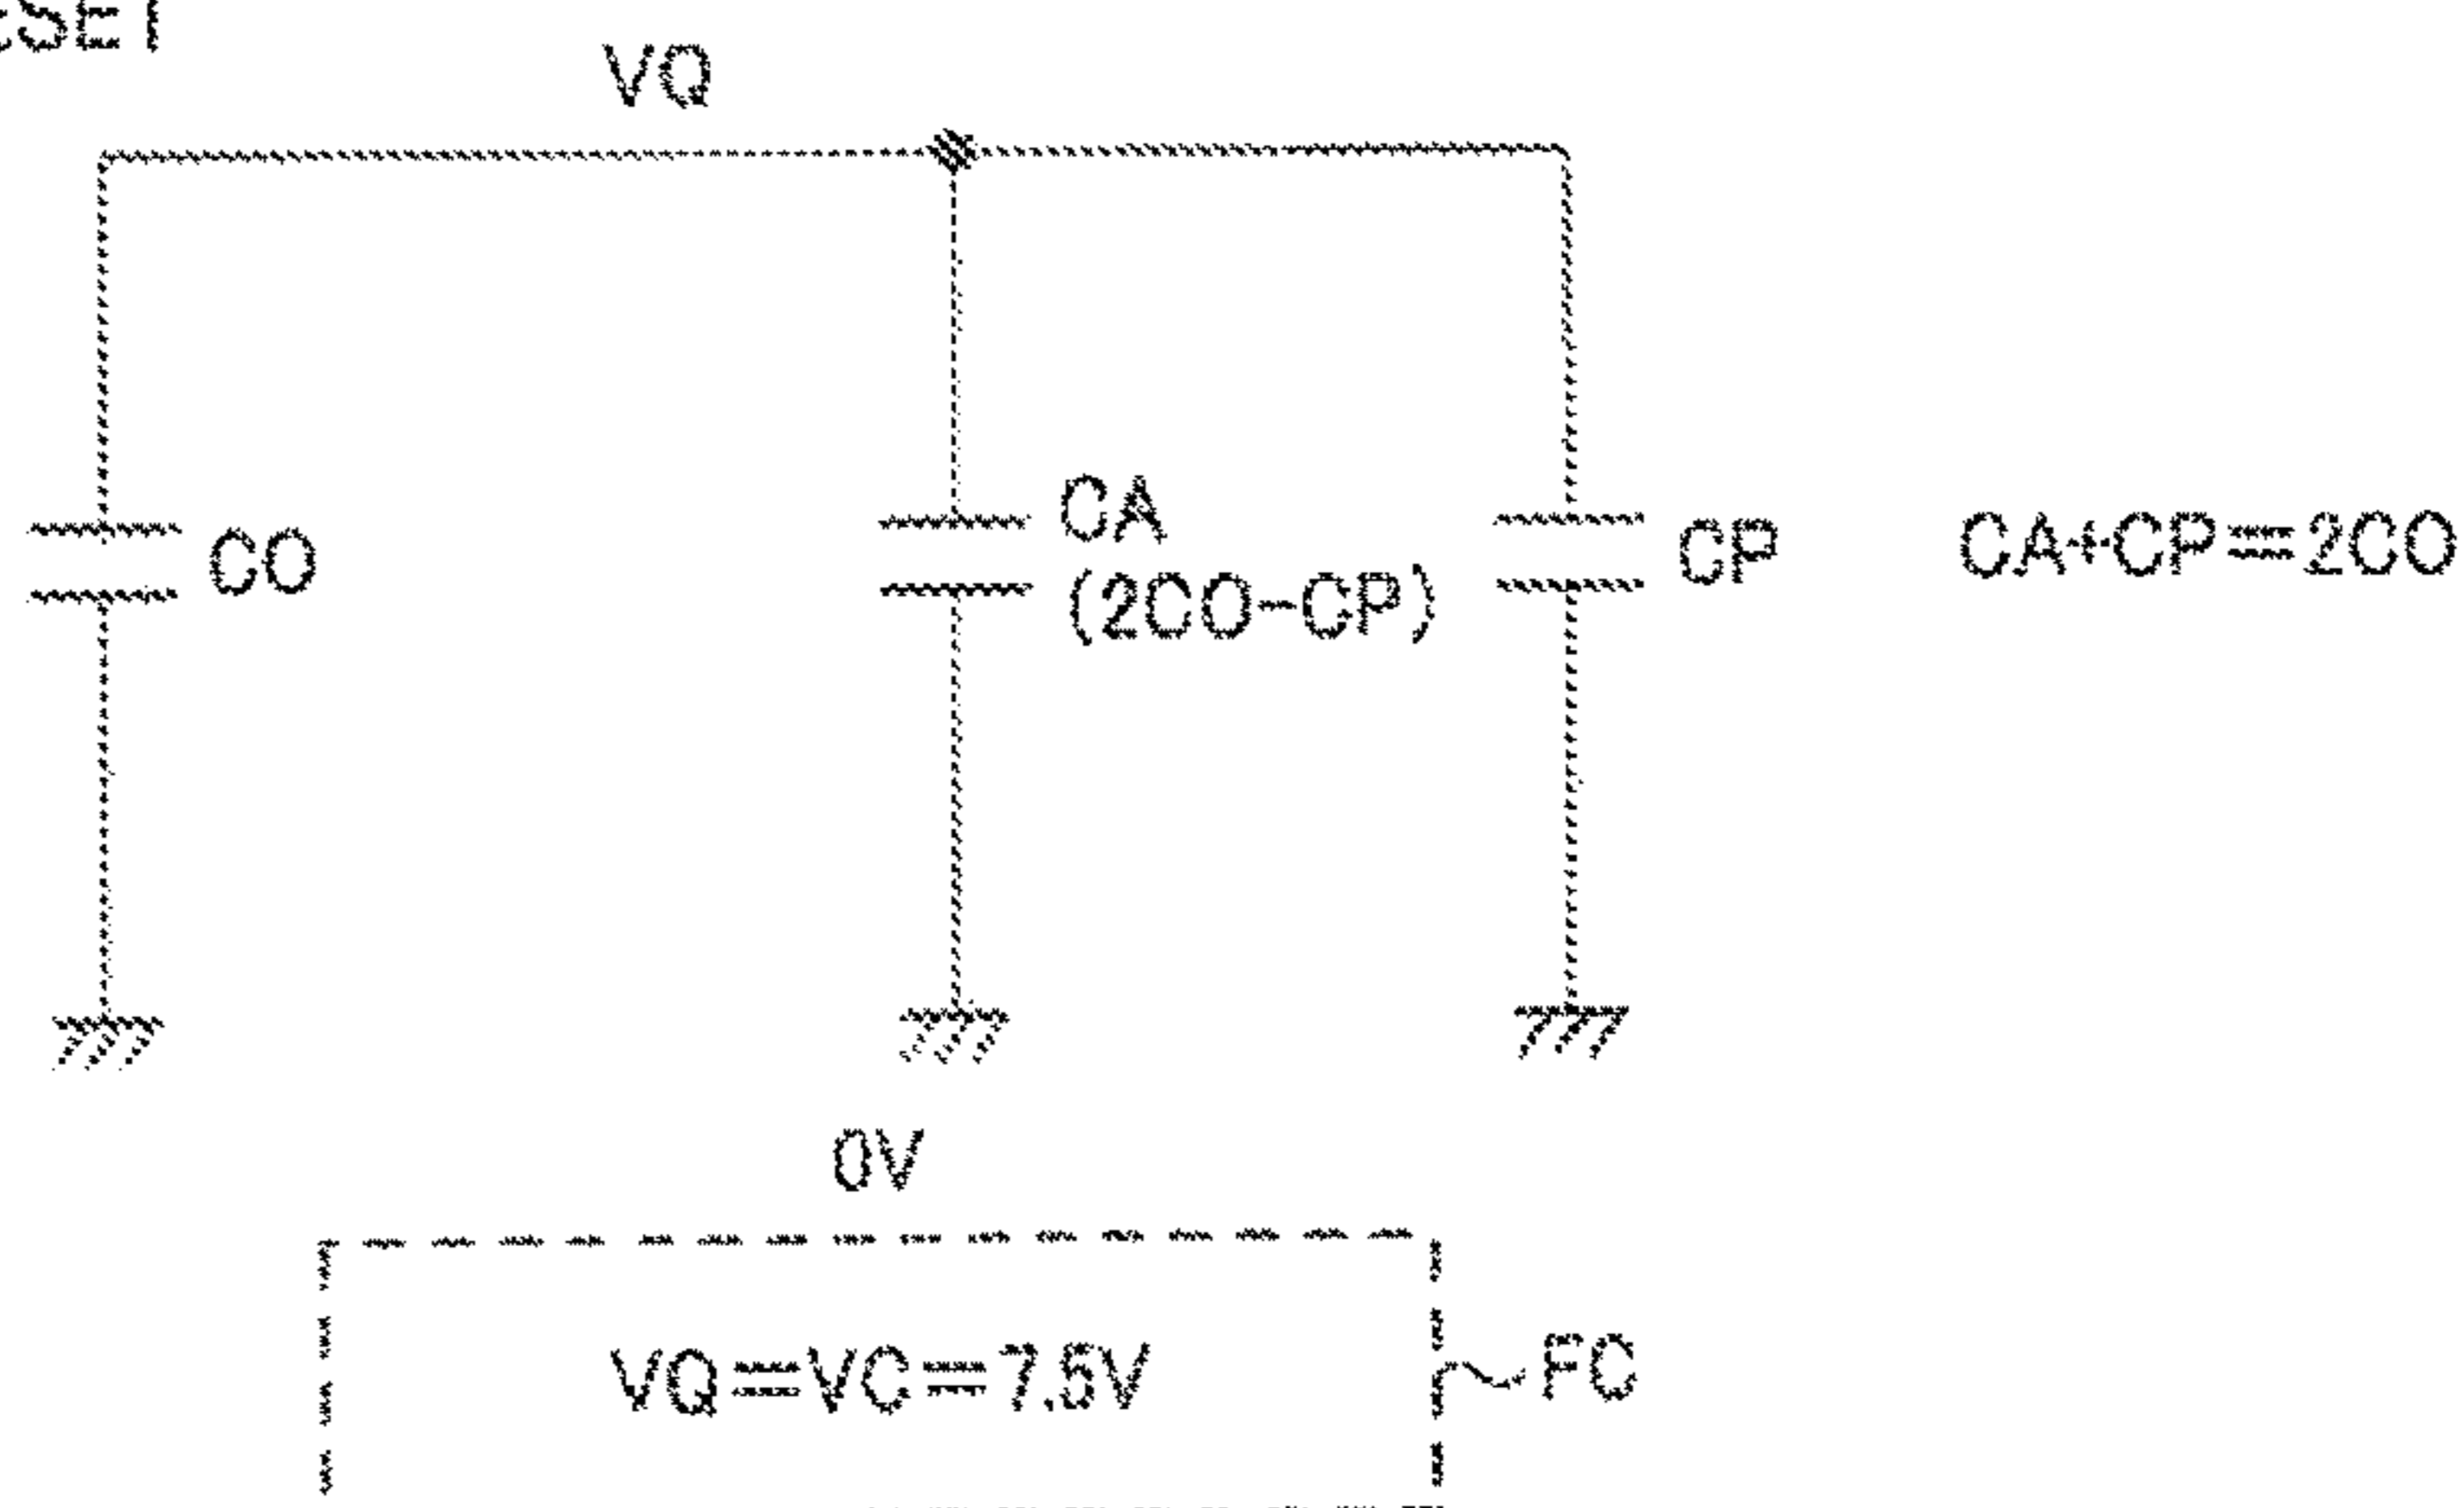 VQ
CO
CA
(2CO-CP)
CP
CA+CP=2CO
0V
VQ=VC=7.5V
FC